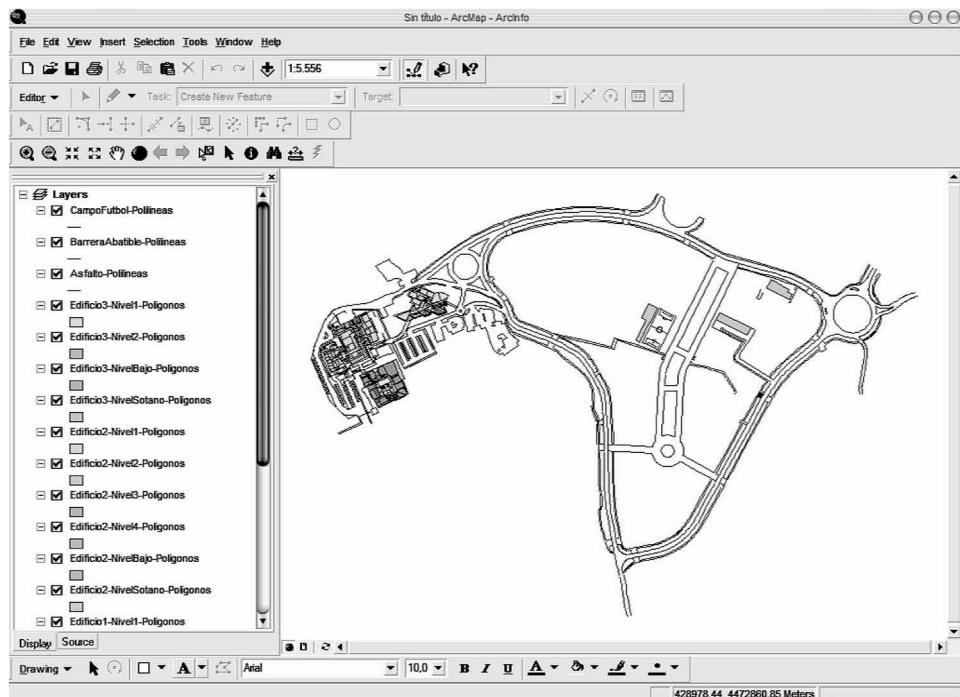 Sin título - ArcMap - ArcInfo
File Edit View Insert Selection Tools Window Help
1:5.556
Editor Task: Create New Feature Target:
Layers
CampoFutbol-Polilineas
BarreraAbatible-Polilineas
Asfalto-Polilineas
Edificio3-Nivel1-Poligonos
Edificio3-Nivel2-Poligonos
Edificio3-NivelBajo-Poligonos
Edificio3-NivelSotano-Poligonos
Edificio2-Nivel1-Poligonos
Edificio2-Nivel2-Poligonos
Edificio2-Nivel3-Poligonos
Edificio2-Nivel4-Poligonos
Edificio2-NivelBajo-Poligonos
Edificio2-NivelSotano-Poligonos
Edificio1-Nivel1-Poligonos
Display Source
Drawing A Arial 10,0 B I U A
428978,44 4472860,85 Meters